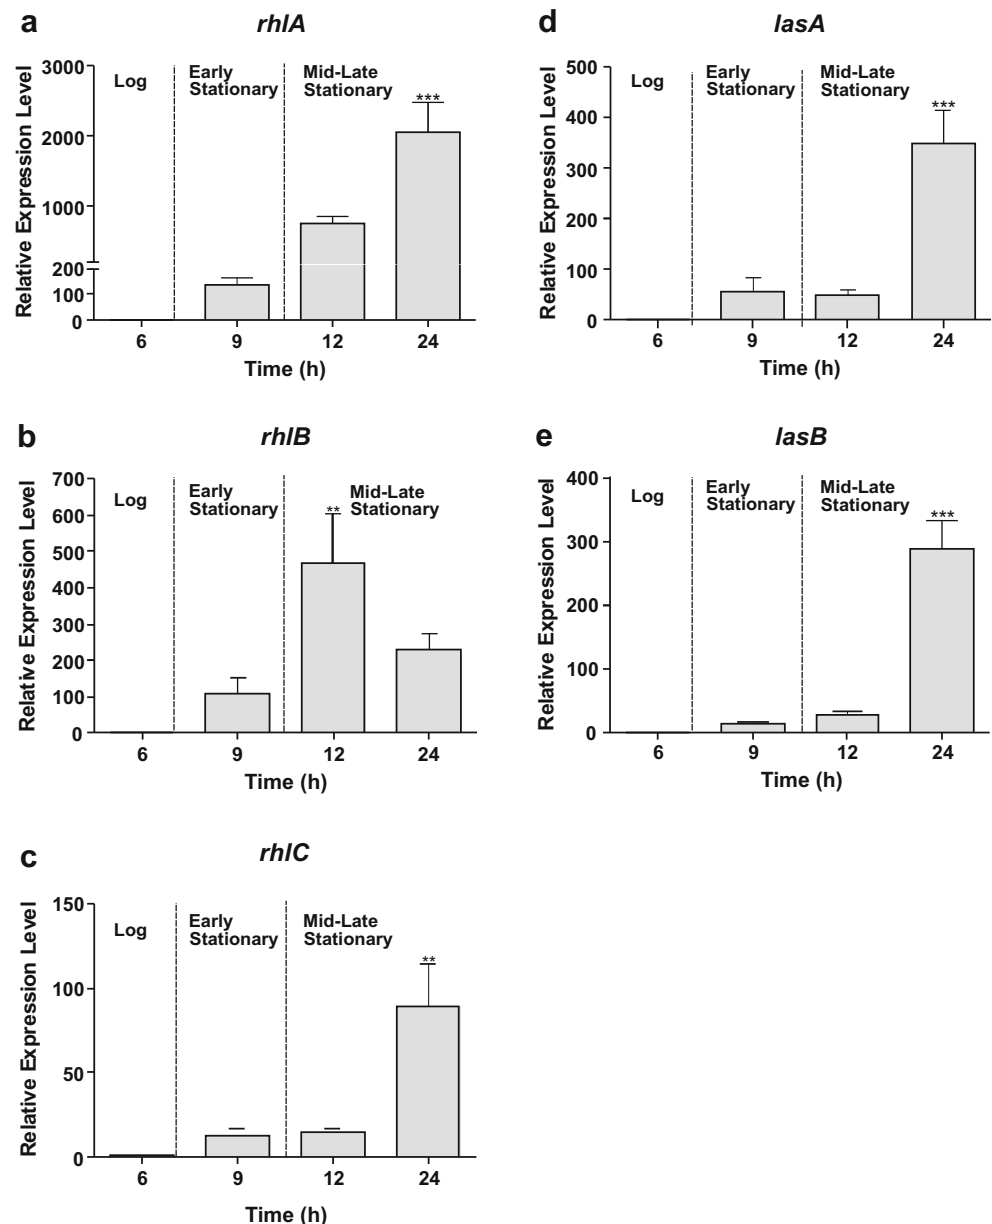 a
rhlA
Relative Expression Level
3000
2000
1000
200
100
0
Log
Early
Stationary
Mid-Late
Stationary
***
6 9 12 24
Time (h)
d
lasA
Relative Expression Level
500
400
300
200
100
0
Log
Early
Stationary
Mid-Late
Stationary
***
6 9 12 24
Time (h)
b
rhlB
Relative Expression Level
700
600
500
400
300
200
100
0
Log
Early
Stationary
Mid-Late
Stationary
**
6 9 12 24
Time (h)
e
lasB
Relative Expression Level
400
300
200
100
0
Log
Early
Stationary
Mid-Late
Stationary
***
6 9 12 24
Time (h)
c
rhlC
Relative Expression Level
150
100
50
0
Log
Early
Stationary
Mid-Late
Stationary
**
6 9 12 24
Time (h)